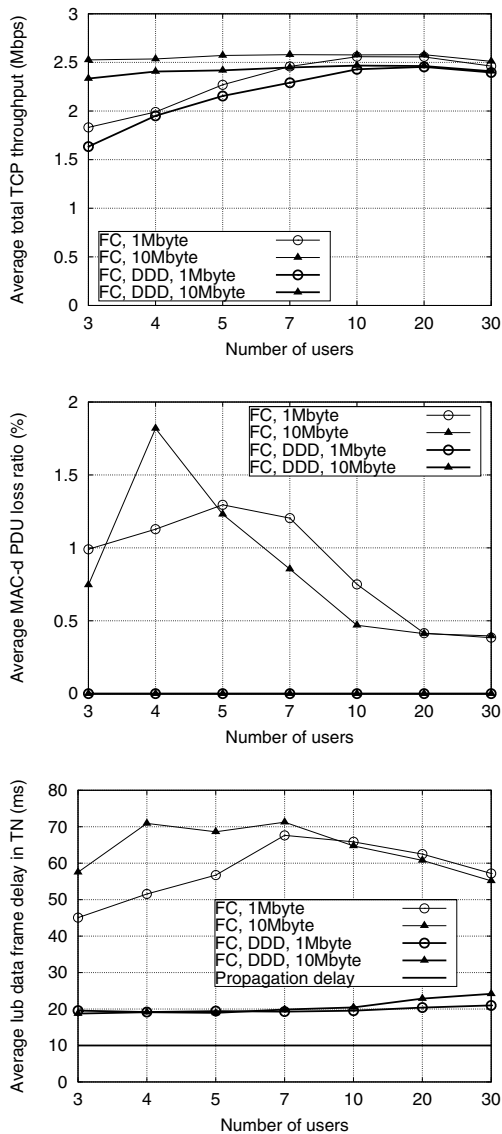 3
2.5
2
1.5
1
0.5
0
Average total TCP throughput (Mbps)
FC, 1Mbyte
FC, 10Mbyte
FC, DDD, 1Mbyte
FC, DDD, 10Mbyte
3 4 5 7 10 20 30
Number of users
2
1.5
1
0.5
0
Average MAC-d PDU loss ratio (%)
FC, 1Mbyte
FC, 10Mbyte
FC, DDD, 1Mbyte
FC, DDD, 10Mbyte
3 4 5 7 10 20 30
Number of users
80
70
60
50
40
30
20
10
0
Average Iub data frame delay in TN (ms)
FC, 1Mbyte
FC, 10Mbyte
FC, DDD, 1Mbyte
FC, DDD, 10Mbyte
Propagation delay
3 4 5 7 10 20 30
Number of users